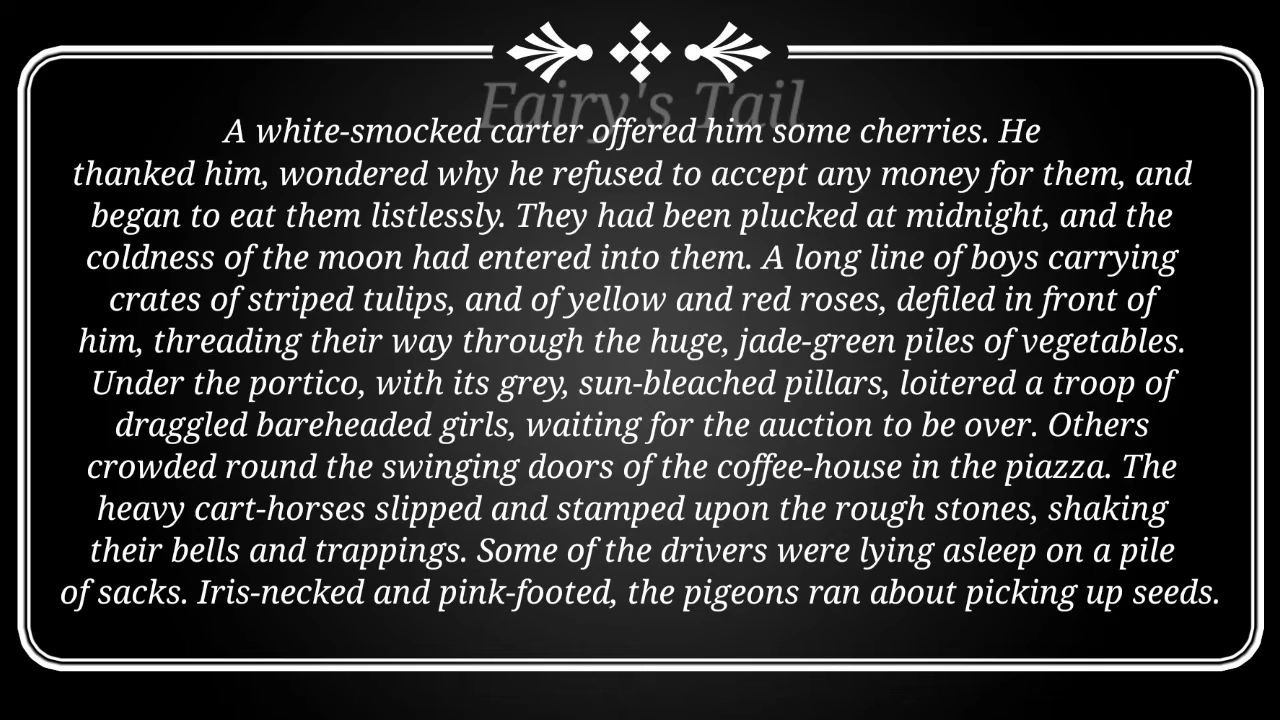 Fairy's Tail
A white-smocked carter offered him some cherries. He
thanked him, wondered why he refused to accept any money for them, and
began to eat them listlessly. They had been plucked at midnight, and the
coldness of the moon had entered into them. A long line of boys carrying
crates of striped tulips, and of yellow and red roses, defiled in front of
him, threading their way through the huge, jade-green piles of vegetables.
Under the portico, with its grey, sun-bleached pillars, loitered a troop of
draggled bareheaded girls, waiting for the auction to be over. Others
crowded round the swinging doors of the coffee-house in the piazza. The
heavy cart-horses slipped and stamped upon the rough stones, shaking
their bells and trappings. Some of the drivers were lying asleep on a pile
of sacks. Iris-necked and pink-footed, the pigeons ran about picking up seeds.